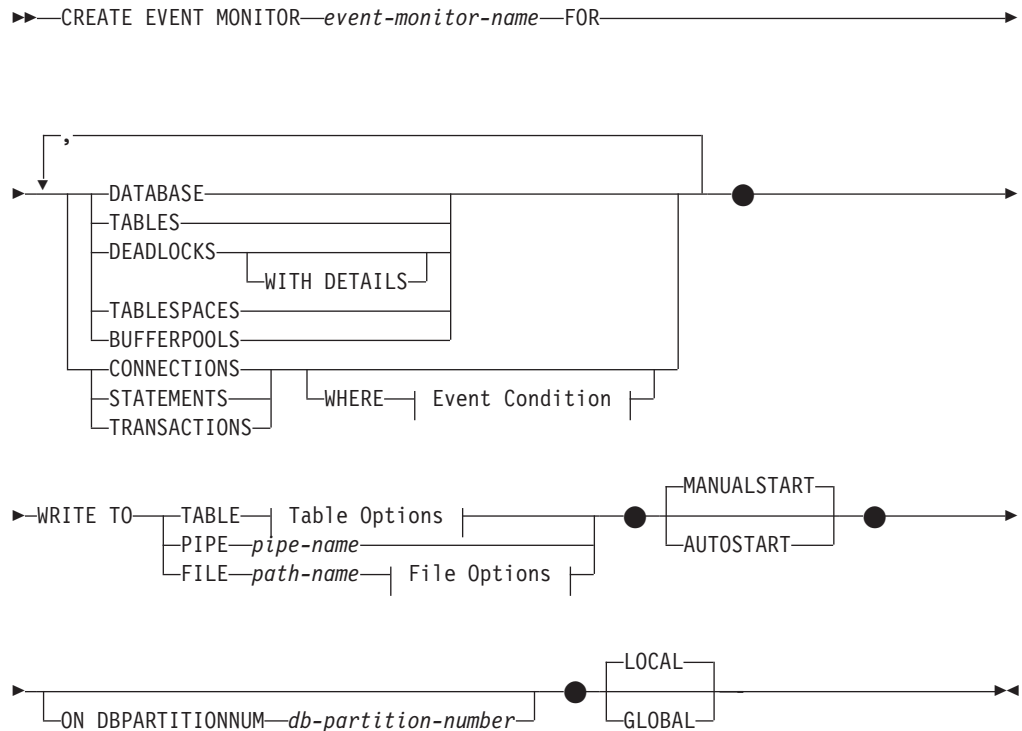 CREATE EVENT MONITOR event-monitor-name FOR
,
DATABASE
TABLES
DEADLOCKS
WITH DETAILS
TABLESPACES
BUFFERPOOLS
CONNECTIONS
STATEMENTS
TRANSACTIONS
WHERE Event Condition
WRITE TO TABLE Table Options
PIPE pipe-name
FILE path-name File Options
MANUALSTART
AUTOSTART
ON DBPARTITIONNUM db-partition-number
LOCAL
GLOBAL